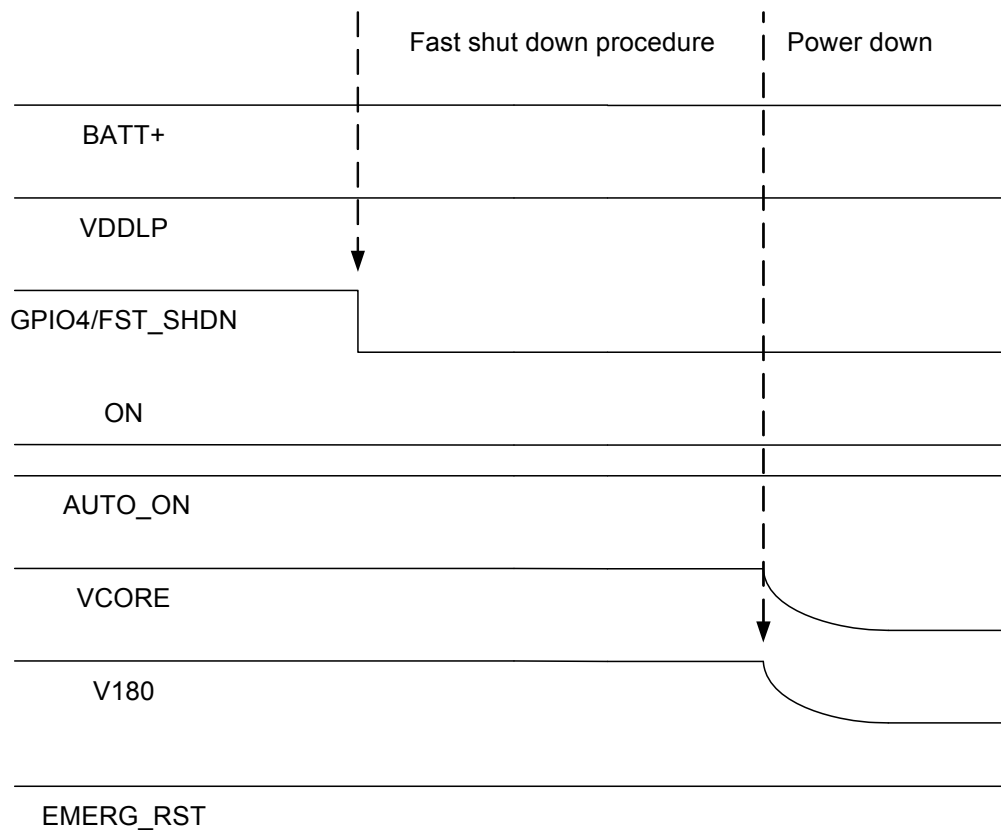 Fast shut down procedure
Power down
BATT+
VDDLP
GPIO4/FST_SHDN
ON
AUTO_ON
VCORE
V180
EMERG_RST